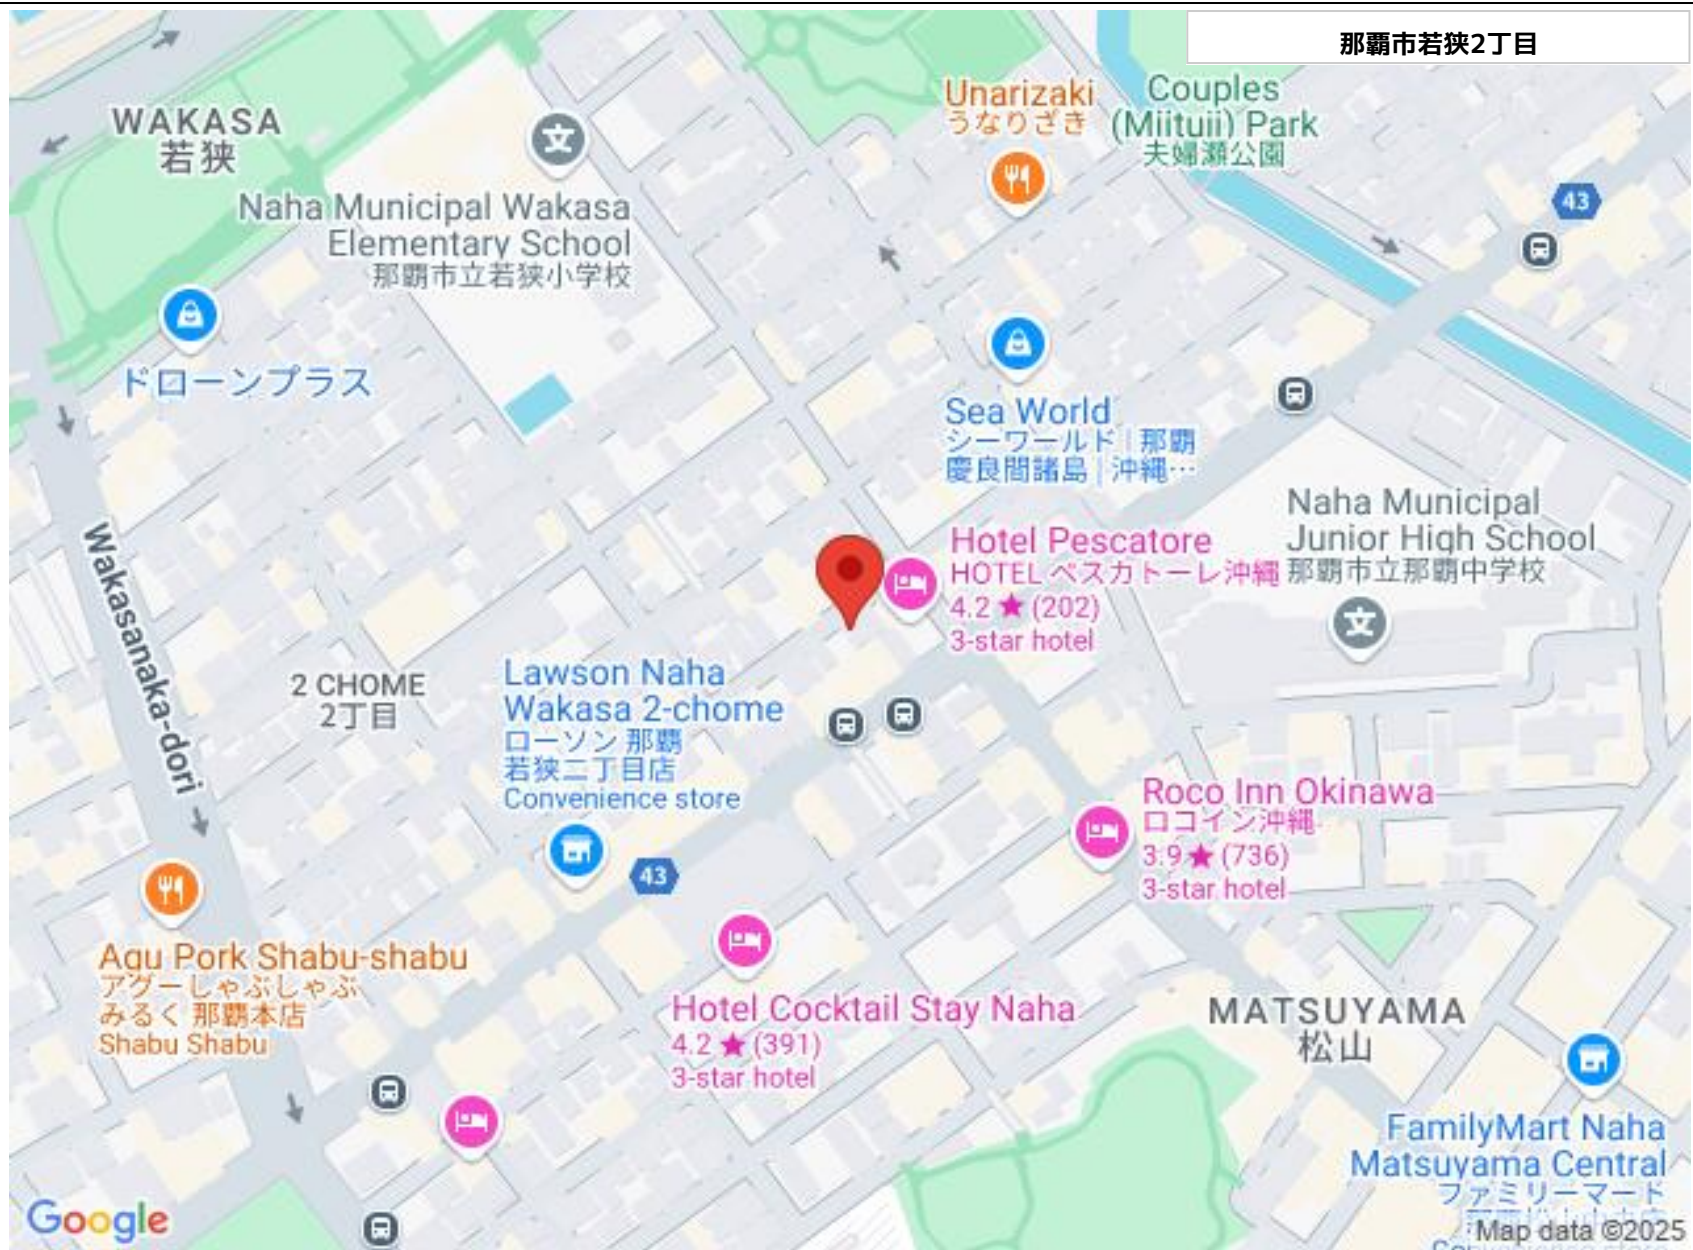 那覇市若狭2丁目
WAKASA
若狭
Naha Municipal Wakasa
Elementary School
那覇市立若狭小学校
Unarizaki
うなりざき
Couples
(Miituii) Park
夫婦瀬公園
43
ドローンプラス
Sea World
シーワールド | 那覇
慶良間諸島 | 沖縄…
Naha Municipal
Junior High School
那覇市立那覇中学校
Hotel Pescatore
HOTEL ペスカトーレ沖縄
4.2 ★ (202)
3-star hotel
Wakasanaka-dori
2 CHOME
2丁目
Lawson Naha
Wakasa 2-chome
ローソン 那覇
若狭二丁目店
Convenience store
43
Roco Inn Okinawa
ロコイン沖縄
3.9 ★ (736)
3-star hotel
Agu Pork Shabu-shabu
アグーしゃぶしゃぶ
みるく 那覇本店
Shabu Shabu
Hotel Cocktail Stay Naha
4.2 ★ (391)
3-star hotel
MATSUYAMA
松山
FamilyMart Naha
Matsuyama Central
ファミリーマート
Google
Map data ©2025